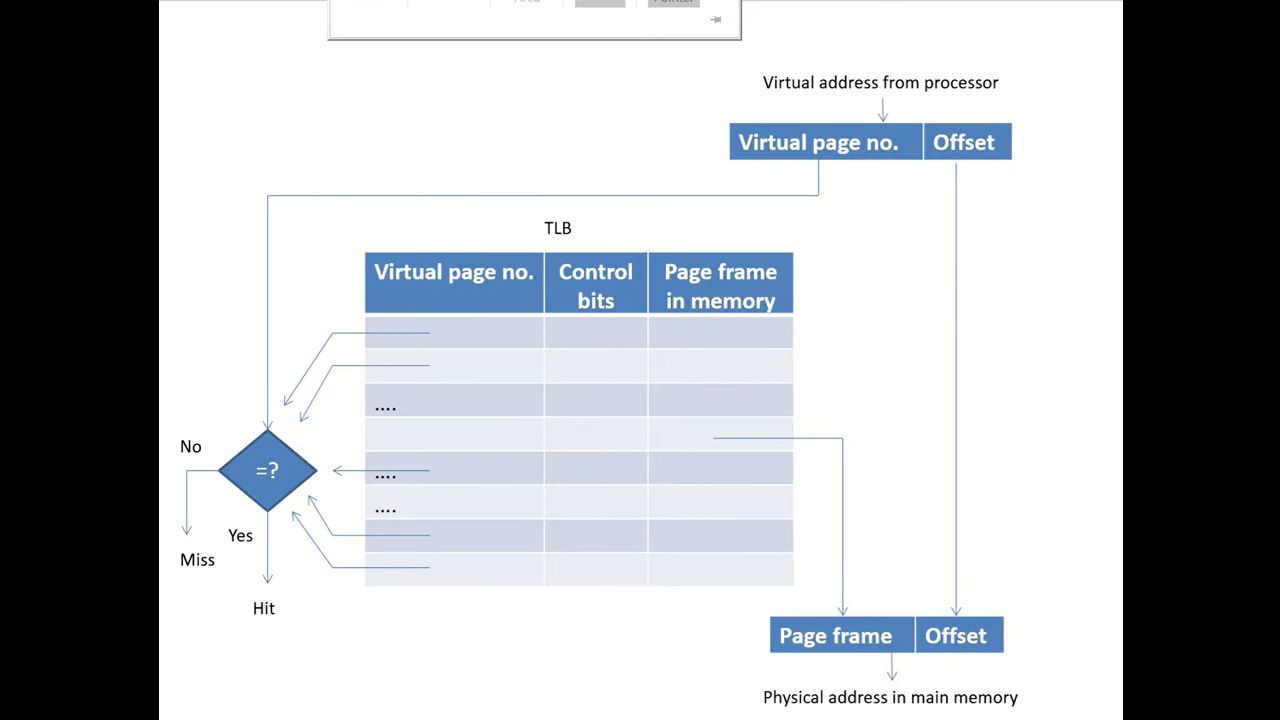 Pointer
Virtual address from processor
Virtual page no. Offset
TLB
Virtual page no. Control bits Page frame in memory
....
No
=?
....
....
Yes
Miss
Hit
Page frame Offset
Physical address in main memory